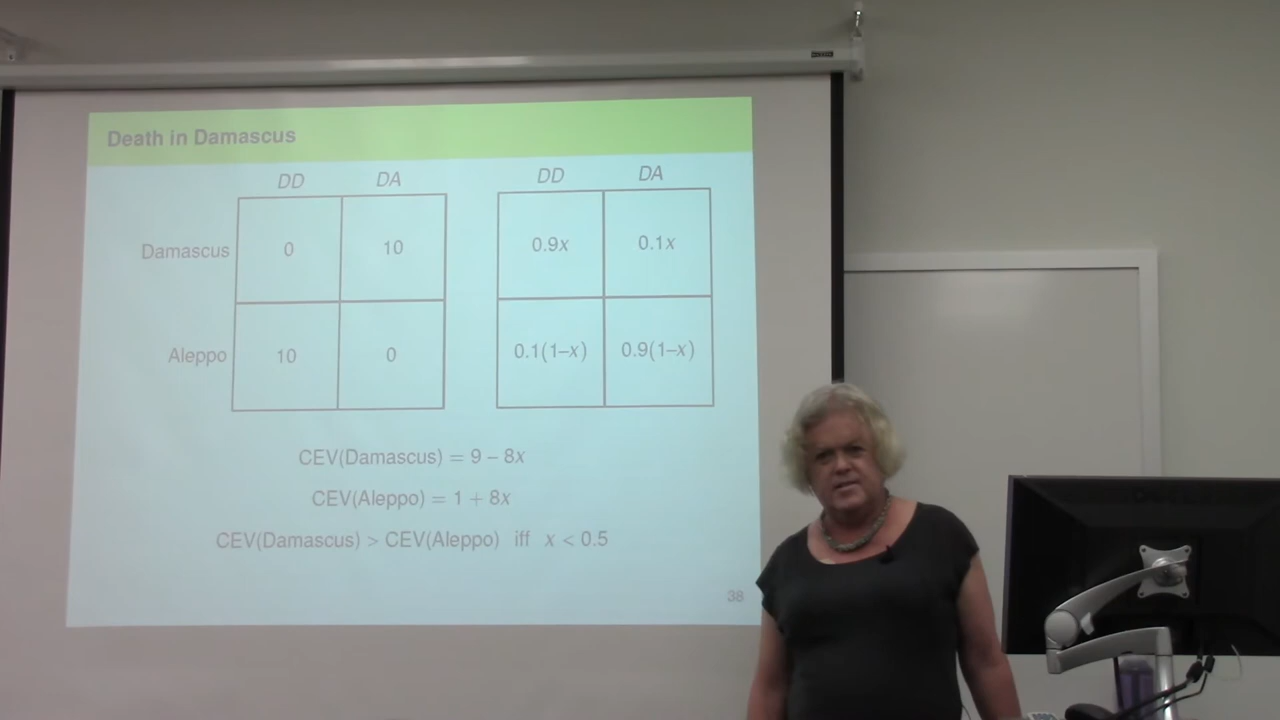 Death in Damascus
DD DA DD DA
Damascus 0 10 0.9x 0.1x
Aleppo 10 0 0.1(1–x) 0.9(1–x)
CEV(Damascus) = 9 – 8x
CEV(Aleppo) = 1 + 8x
CEV(Damascus) > CEV(Aleppo) iff x < 0.5
38